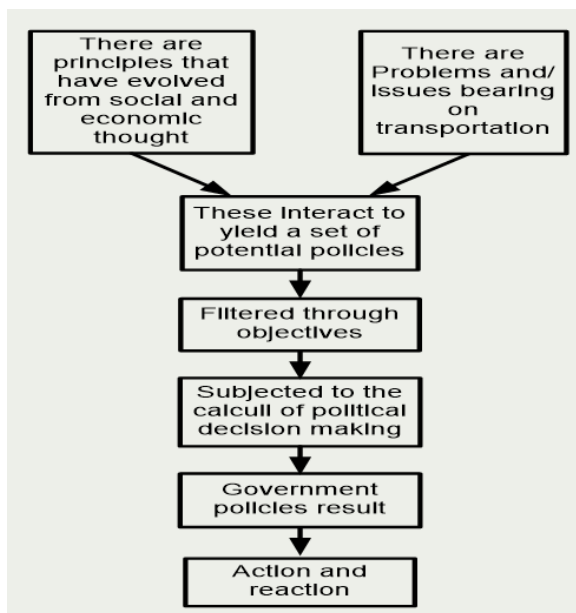 There are
principles that
have evolved
from social and
economic
thought
There are
Problems and/
Issues bearing
on
transportation
These Interact to
yield a set of
potential policies
Filtered through
objectives
Subjected to the
calculi of political
decision making
Government
policies result
Action and
reaction